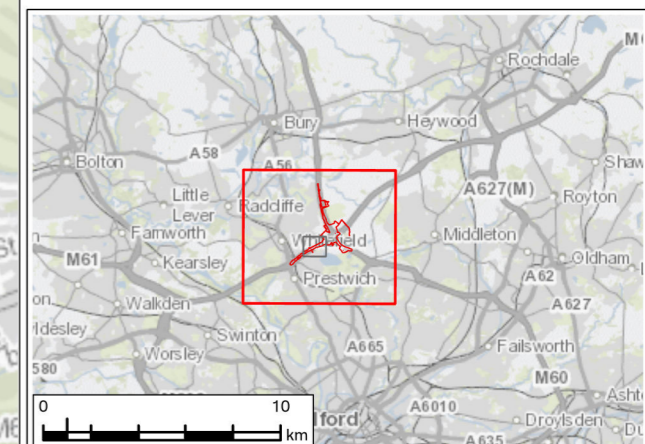 Rochdale
Bury
Heywood
Bolton
A58
A56
A627(M)
Shaw
Little
Lever
Radcliffe
Royton
Farnworth
Whitefield
Middleton
M61
Kearsley
Oldham
Prestwich
A62
Walkden
A627
Swinton
Worsley
A665
Failsworth
M60
580
0
10
km
A6010
Droylsden
A635